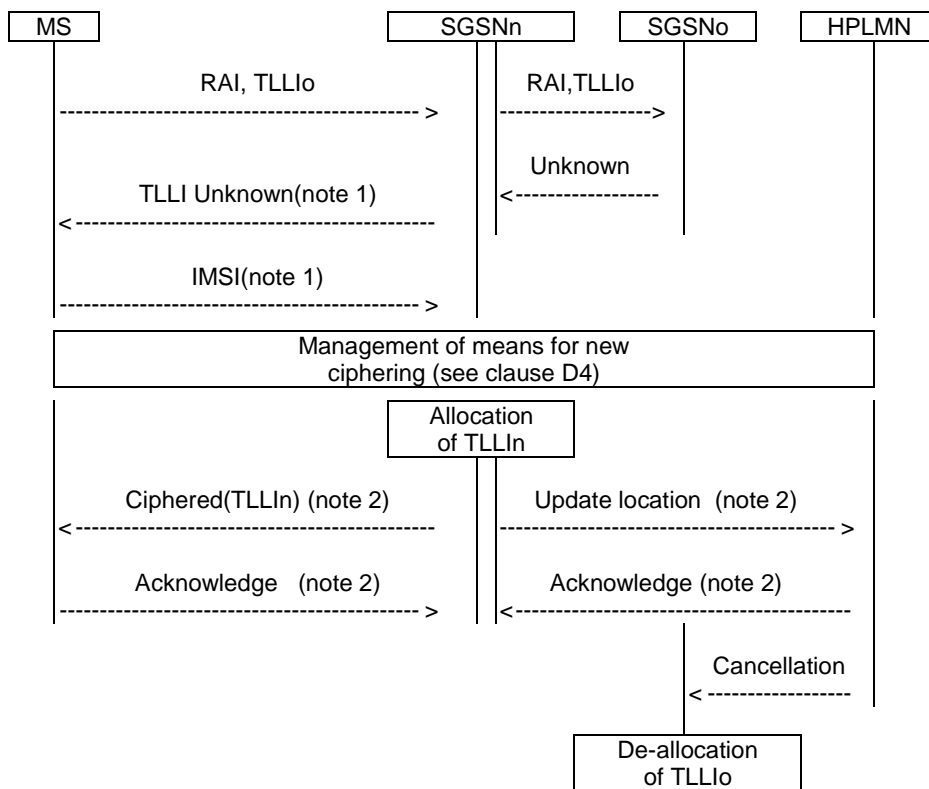 MS SGSNn SGSNo HPLMN
RAI, TLLIo RAI,TLLIo
Unknown
TLLI Unknown(note 1)
IMSI(note 1)
Management of means for new
ciphering (see clause D4)
Allocation
of TLLIn
Ciphered(TLLIn) (note 2) Update location (note 2)
Acknowledge (note 2) Acknowledge (note 2)
Cancellation
De-allocation
of TLLIo